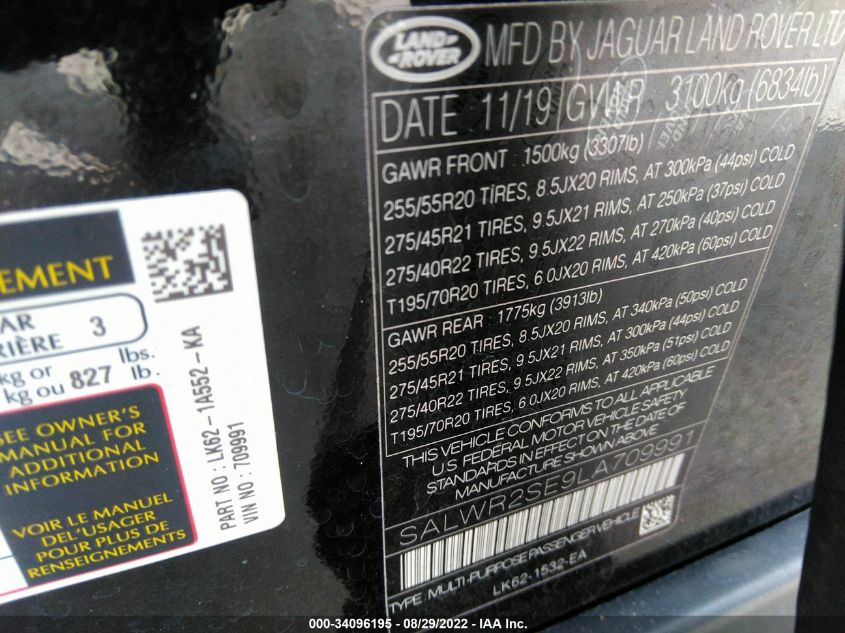 LAND ROVER
MFD BY JAGUAR LAND ROVER LTD
DATE 11/19 GVWR 3100kg (6834lb)
GAWR FRONT 1500kg (3307lb)
255/55R20 TIRES, 8.5JX20 RIMS, AT 300kPa (44psi) COLD
275/45R21 TIRES, 9.5JX21 RIMS, AT 250kPa (37psi) COLD
275/40R22 TIRES, 9.5JX22 RIMS, AT 270kPa (40psi) COLD
T195/70R20 TIRES, 6.0JX20 RIMS, AT 420kPa (60psi) COLD
GAWR REAR 1775kg (3913lb)
255/55R20 TIRES, 8.5JX20 RIMS, AT 340kPa (50psi) COLD
275/45R21 TIRES, 9.5JX21 RIMS, AT 300kPa (44psi) COLD
275/40R22 TIRES, 9.5JX22 RIMS, AT 350kPa (51psi) COLD
T195/70R20 TIRES, 6.0JX20 RIMS, AT 420kPa (60psi) COLD
THIS VEHICLE CONFORMS TO ALL APPLICABLE
U.S. FEDERAL MOTOR VEHICLE SAFETY
STANDARDS IN EFFECT ON THE DATE OF
MANUFACTURE SHOWN ABOVE
SALWR2SE9LA709991
TYPE: MULTI-PURPOSE PASSENGER VEHICLE
LK62-1532-EA
EMENT
AR
RIÈRE 3
kg or lbs.
kg ou 827 lb.
SEE OWNER'S
MANUAL FOR
ADDITIONAL
INFORMATION
VOIR LE MANUEL
DE L'USAGER
POUR PLUS DE
RENSEIGNEMENTS
PART NO : LK62-1A552-KA
VIN NO : 709991
000-34096195 - 08/29/2022 - IAA Inc.